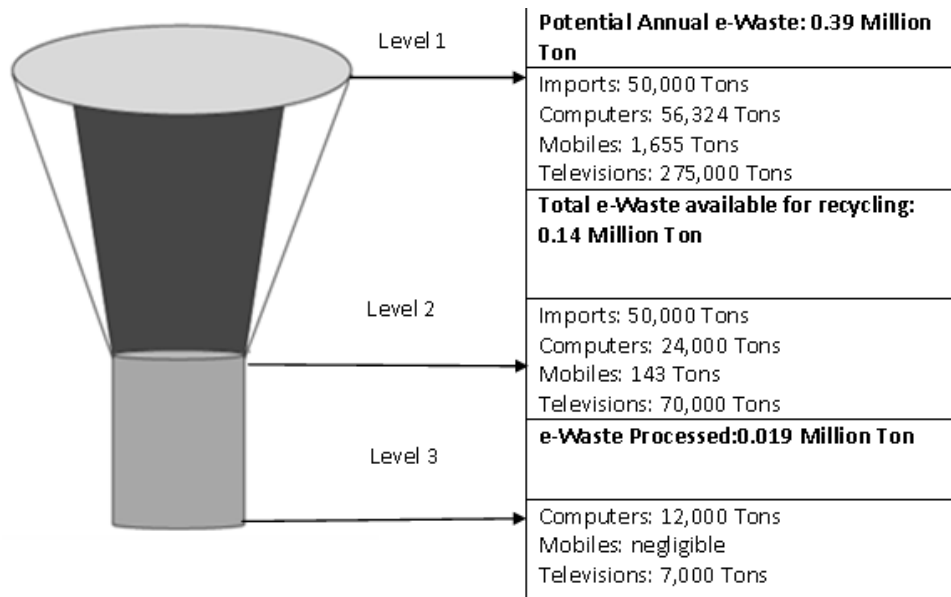 Level 1
Potential Annual e-Waste: 0.39 Million
Ton
Imports: 50,000 Tons
Computers: 56,324 Tons
Mobiles: 1,655 Tons
Televisions: 275,000 Tons
Total e-Waste available for recycling:
0.14 Million Ton
Level 2
Imports: 50,000 Tons
Computers: 24,000 Tons
Mobiles: 143 Tons
Televisions: 70,000 Tons
e-Waste Processed:0.019 Million Ton
Level 3
Computers: 12,000 Tons
Mobiles: negligible
Televisions: 7,000 Tons